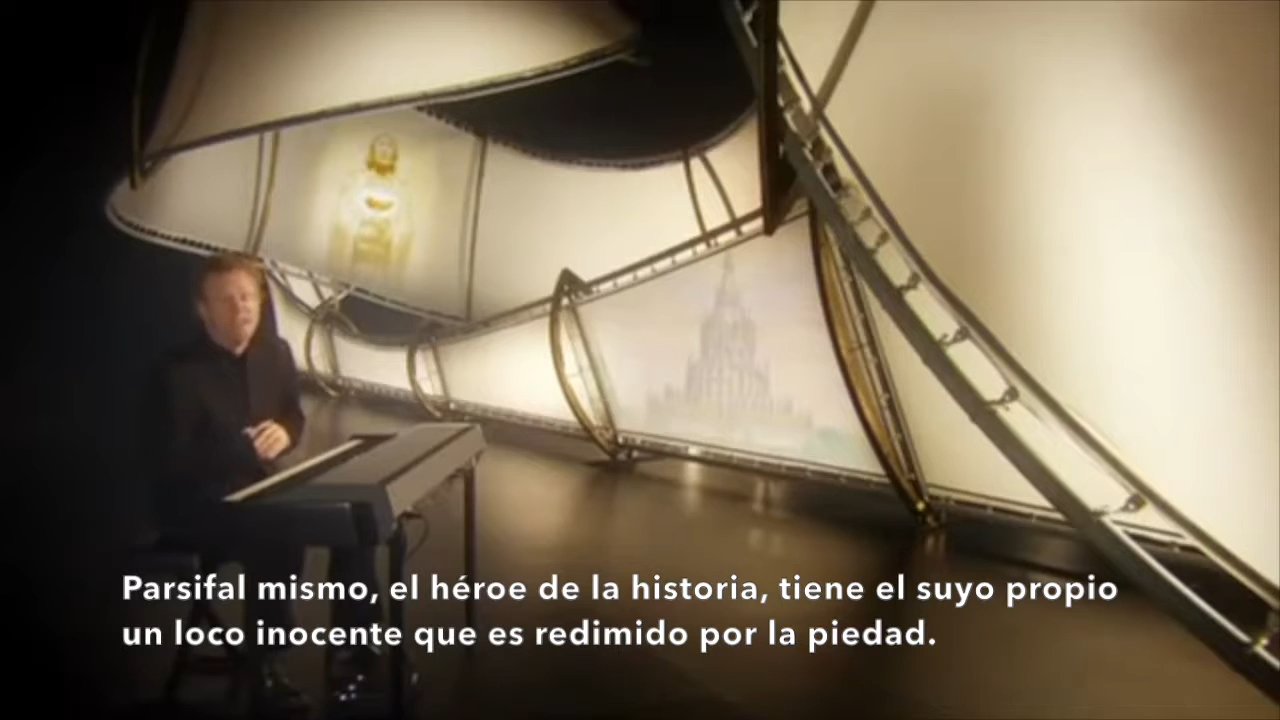 Parsifal mismo, el héroe de la historia, tiene el suyo propio
un loco inocente que es redimido por la piedad.